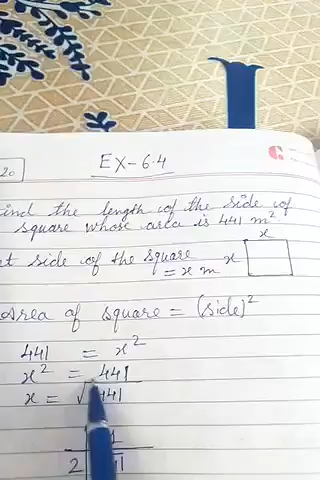 20
EX-6.4
ind the length of the side of
square whose area is 441 m²
x
et side of the square x
= x m
Area of square = (side)²
441 = x²
x² = 441
x = √441
2